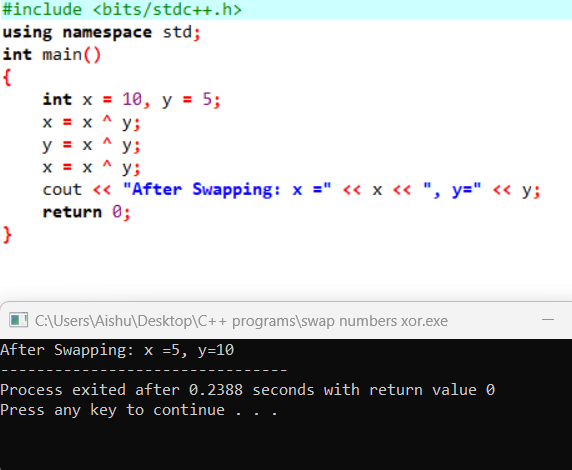 #include <bits/stdc++.h>
using namespace std;
int main()
{
    int x = 10, y = 5;
    x = x ^ y;
    y = x ^ y;
    x = x ^ y;
    cout << "After Swapping: x =" << x << ", y=" << y;
    return 0;
}
C:\Users\Aishu\Desktop\C++ programs\swap numbers xor.exe
After Swapping: x =5, y=10
--------------------------------
Process exited after 0.2388 seconds with return value 0
Press any key to continue . . .